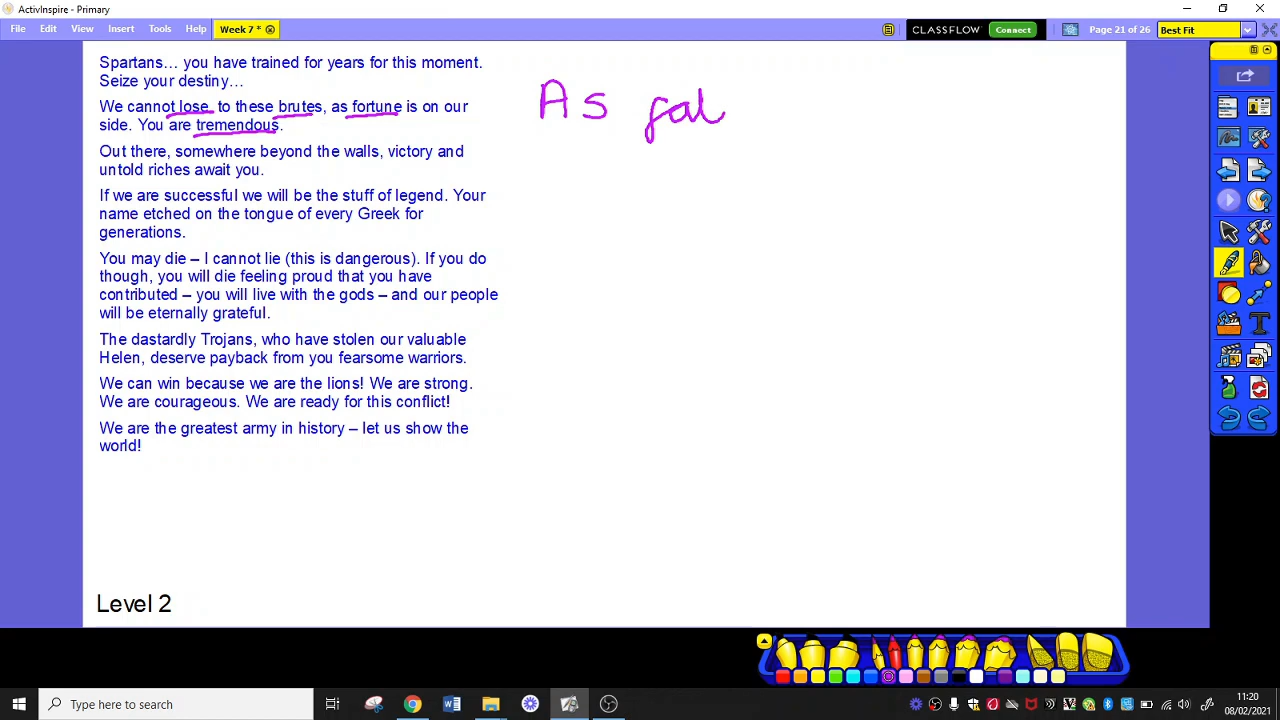 ActivInspire - Primary
File Edit View Insert Tools Help Week 7 * CLASSFLOW Connect Page 21 of 26 Best Fit
Spartans… you have trained for years for this moment.
Seize your destiny…
We cannot lose to these brutes, as fortune is on our
side. You are tremendous.
Out there, somewhere beyond the walls, victory and
untold riches await you.
If we are successful we will be the stuff of legend. Your
name etched on the tongue of every Greek for
generations.
You may die – I cannot lie (this is dangerous). If you do
though, you will die feeling proud that you have
contributed – you will live with the gods – and our people
will be eternally grateful.
The dastardly Trojans, who have stolen our valuable
Helen, deserve payback from you fearsome warriors.
We can win because we are the lions! We are strong.
We are courageous. We are ready for this conflict!
We are the greatest army in history – let us show the
world!
As
Level 2
Type here to search
11:20
08/02/2021